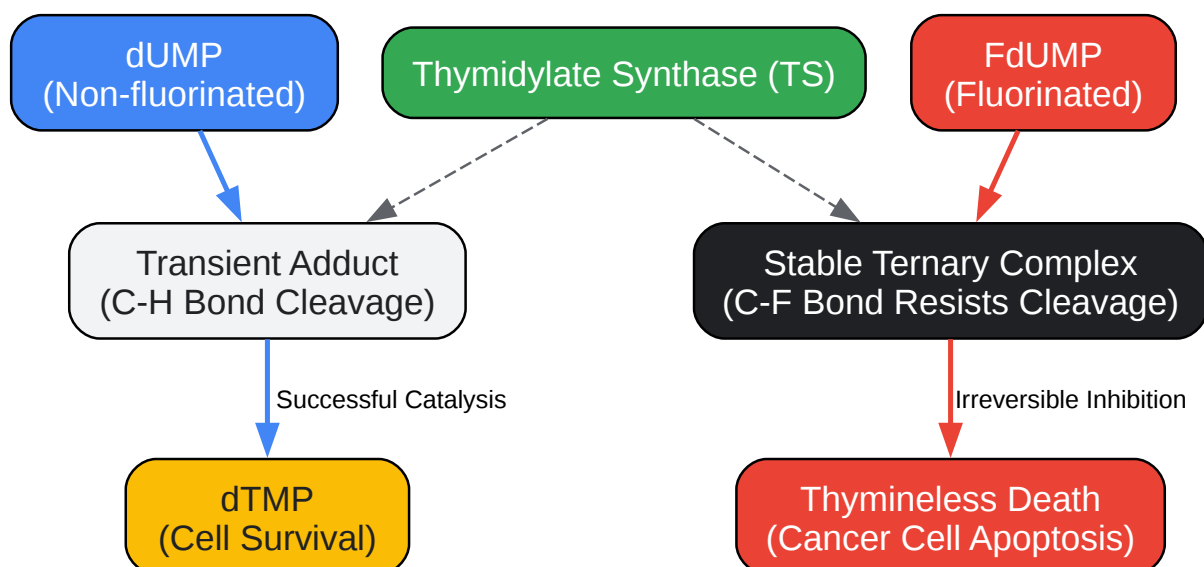 dUMP
(Non-fluorinated)
Thymidylate Synthase (TS)
FdUMP
(Fluorinated)
Transient Adduct
(C-H Bond Cleavage)
Stable Ternary Complex
(C-F Bond Resists Cleavage)
Successful Catalysis
Irreversible Inhibition
dTMP
(Cell Survival)
Thymineless Death
(Cancer Cell Apoptosis)